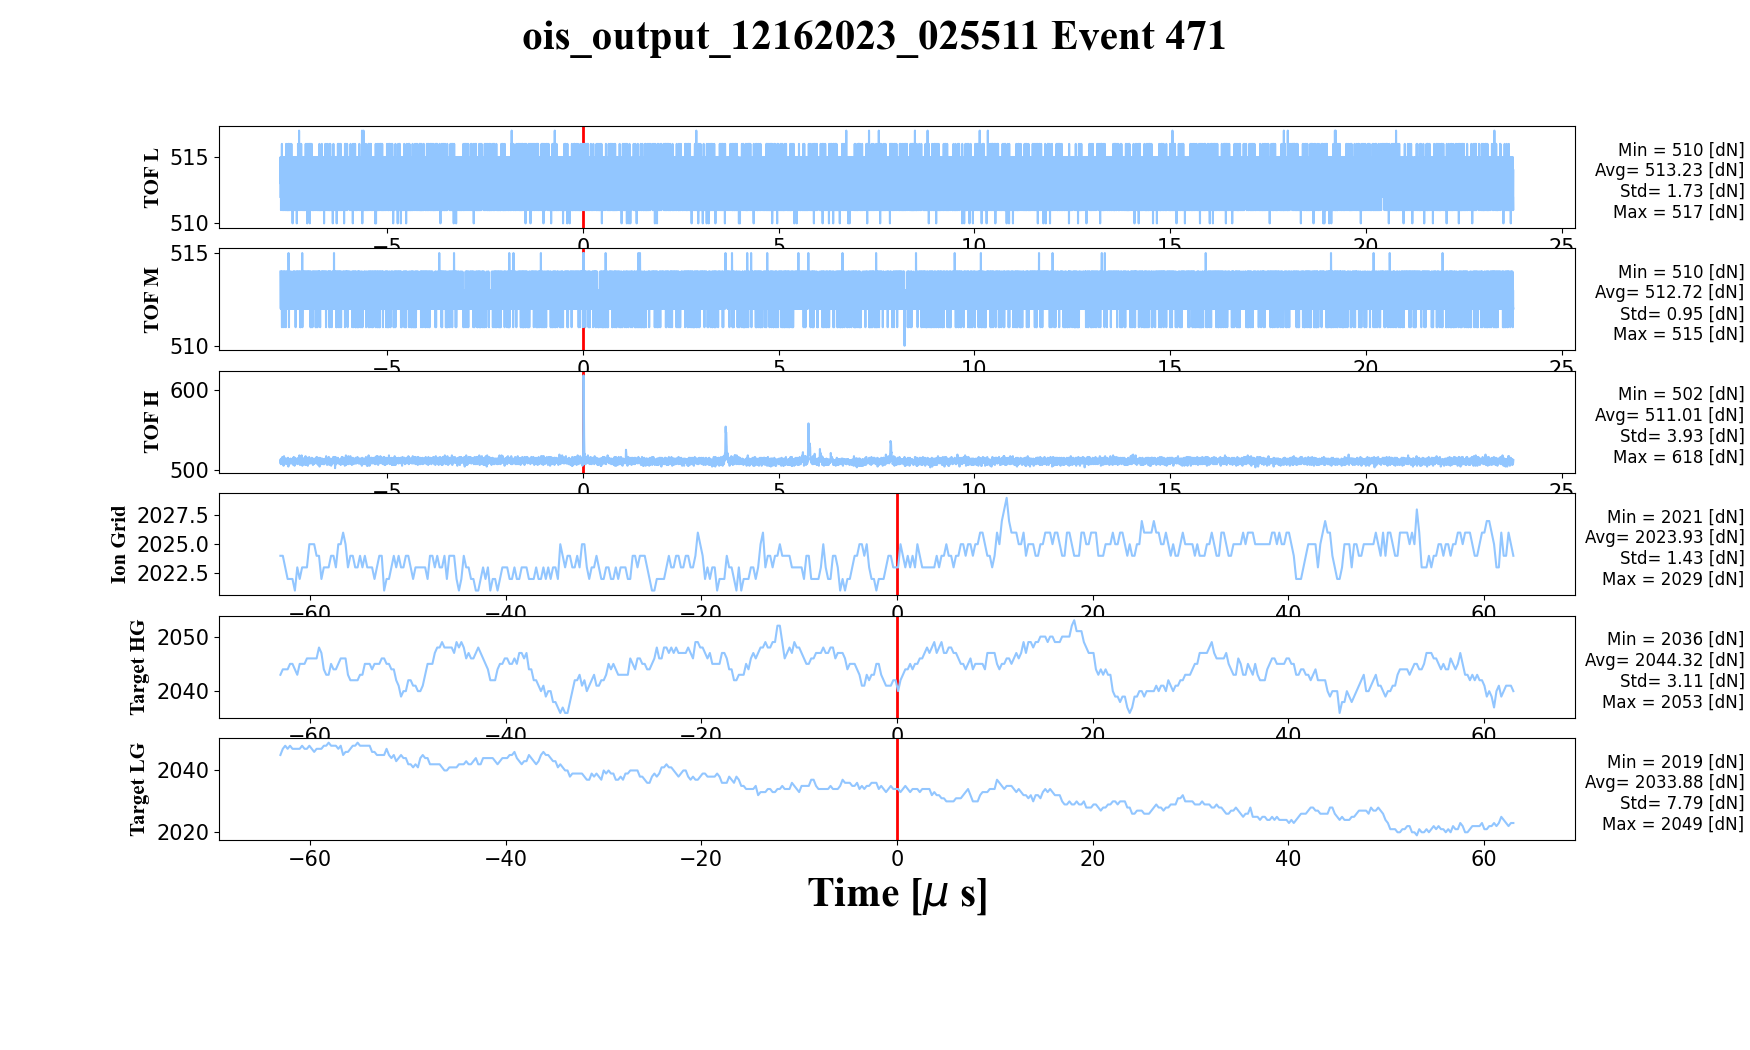 ois_output_12162023_025511 Event 471
TOF L
515
510
−5 0 5 10 15 20 25
Min = 510 [dN]
Avg= 513.23 [dN]
Std= 1.73 [dN]
Max = 517 [dN]
TOF M
515
510
−5 0 5 10 15 20 25
Min = 510 [dN]
Avg= 512.72 [dN]
Std= 0.95 [dN]
Max = 515 [dN]
TOF H
600
500
−5 0 5 10 15 20 25
Min = 502 [dN]
Avg= 511.01 [dN]
Std= 3.93 [dN]
Max = 618 [dN]
Ion Grid
2027.5
2025.0
2022.5
−60 −40 −20 0 20 40 60
Min = 2021 [dN]
Avg= 2023.93 [dN]
Std= 1.43 [dN]
Max = 2029 [dN]
Target HG
2050
2040
−60 −40 −20 0 20 40 60
Min = 2036 [dN]
Avg= 2044.32 [dN]
Std= 3.11 [dN]
Max = 2053 [dN]
Target LG
2040
2020
−60 −40 −20 0 20 40 60
Min = 2019 [dN]
Avg= 2033.88 [dN]
Std= 7.79 [dN]
Max = 2049 [dN]
Time [μ s]